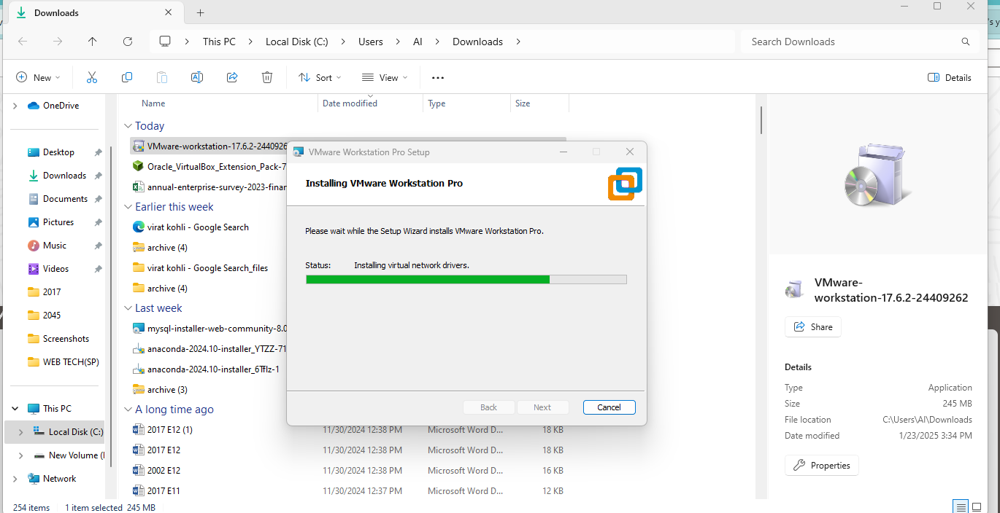 Downloads
's y
This PC
Local Disk (C:)
Users
AI
Downloads
Search Downloads
New
Sort
View
Details
OneDrive
Desktop
Downloads
Documents
Pictures
Music
Videos
2017
2045
Screenshots
WEB TECH(SP)
This PC
Local Disk (C:)
New Volume (
Network
Name Date modified Type Size
Today
VMware-workstation-17.6.2-2440926
Oracle_VirtualBox_Extension_Pack-7
annual-enterprise-survey-2023-finan
Earlier this week
virat kohli - Google Search
archive (4)
virat kohli - Google Search_files
archive (4)
Last week
mysql-installer-web-community-8.0
anaconda-2024.10-installer_YTZZ-71
anaconda-2024.10-installer_6Tflz-1
archive (3)
A long time ago
2017 E12 (1) 11/30/2024 12:38 PM Microsoft Word D... 18 KB
2017 E12 11/30/2024 12:38 PM Microsoft Word D... 18 KB
2002 E12 11/30/2024 12:38 PM Microsoft Word D... 16 KB
2017 E11 11/30/2024 12:37 PM Microsoft Word D... 12 KB
VMware Workstation Pro Setup
Installing VMware Workstation Pro
Please wait while the Setup Wizard installs VMware Workstation Pro.
Status: Installing virtual network drivers.
Back
Next
Cancel
VMware-
workstation-17.6.2-24409262
Share
Details
Type Application
Size 245 MB
File location C:\Users\AI\Downloads
Date modified 1/23/2025 3:34 PM
Properties
254 items 1 item selected 245 MB